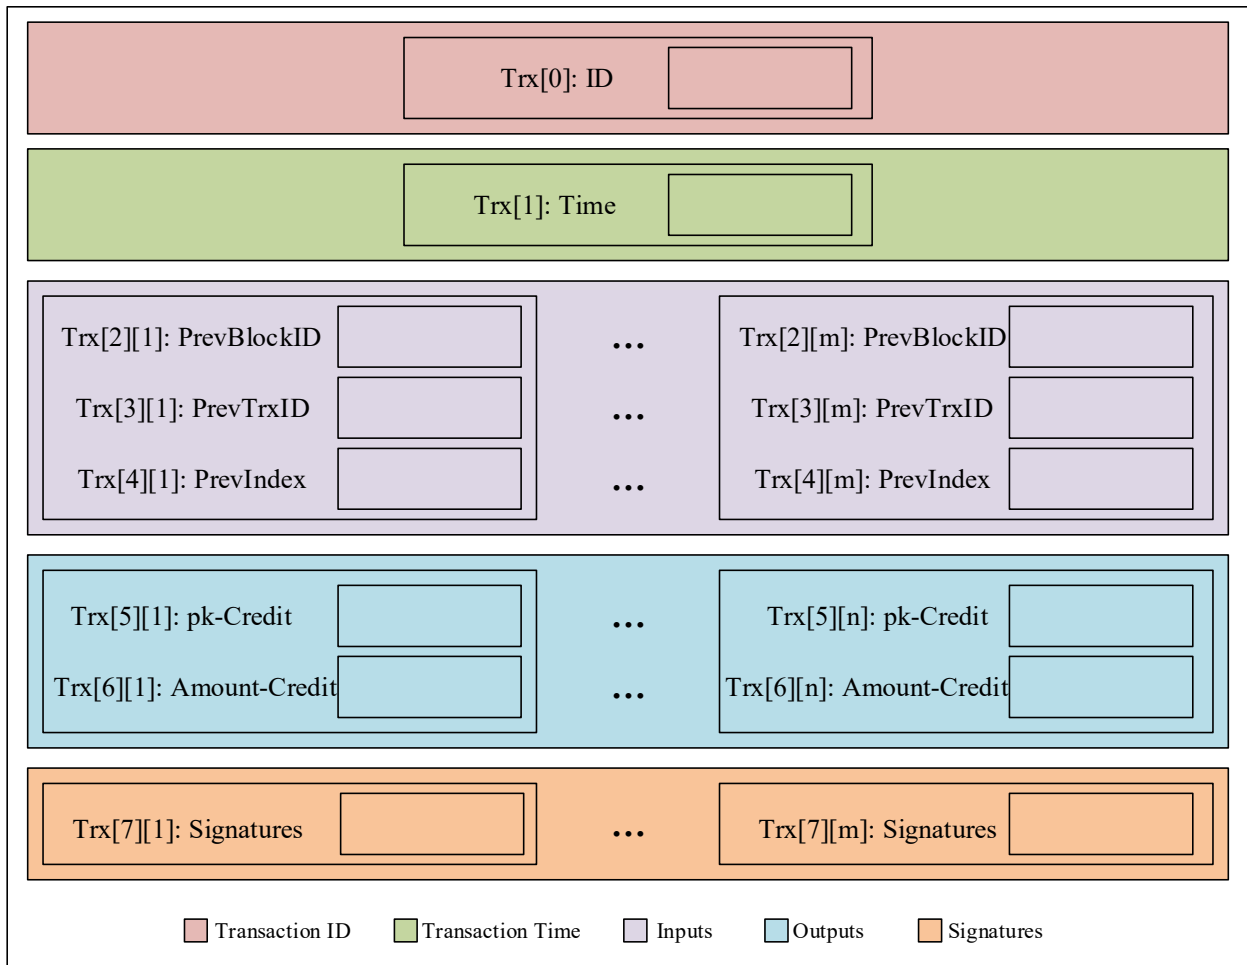 Trx[0]: ID
Trx[1]: Time
Trx[2][1]: PrevBlockID ... Trx[2][m]: PrevBlockID
Trx[3][1]: PrevTrxID ... Trx[3][m]: PrevTrxID
Trx[4][1]: PrevIndex ... Trx[4][m]: PrevIndex
Trx[5][1]: pk-Credit ... Trx[5][n]: pk-Credit
Trx[6][1]: Amount-Credit ... Trx[6][n]: Amount-Credit
Trx[7][1]: Signatures ... Trx[7][m]: Signatures
Transaction ID Transaction Time Inputs Outputs Signatures